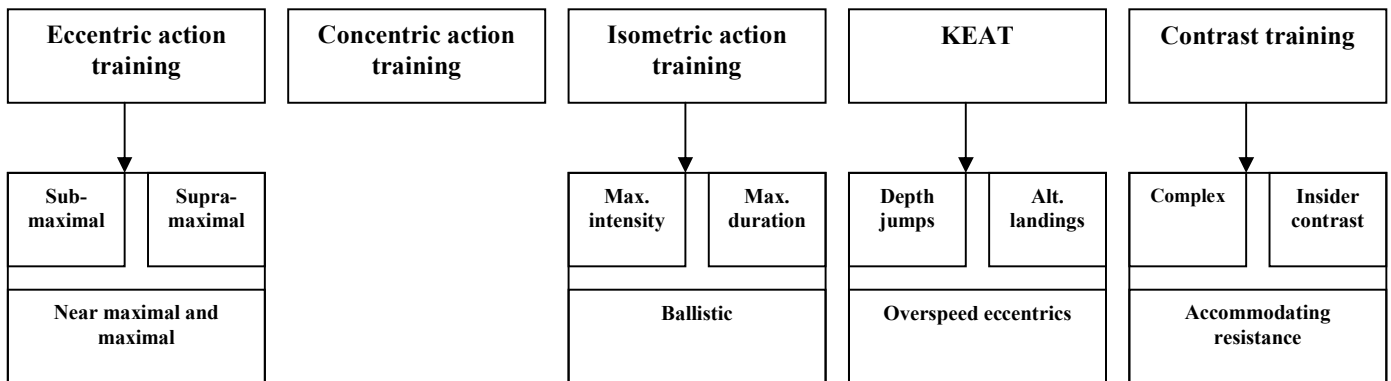 Eccentric action
training
Concentric action
training
Isometric action
training
KEAT
Contrast training
Sub-
maximal
Supra-
maximal
Near maximal and
maximal
Max.
intensity
Max.
duration
Ballistic
Depth
jumps
Alt.
landings
Overspeed eccentrics
Complex
Insider
contrast
Accommodating
resistance